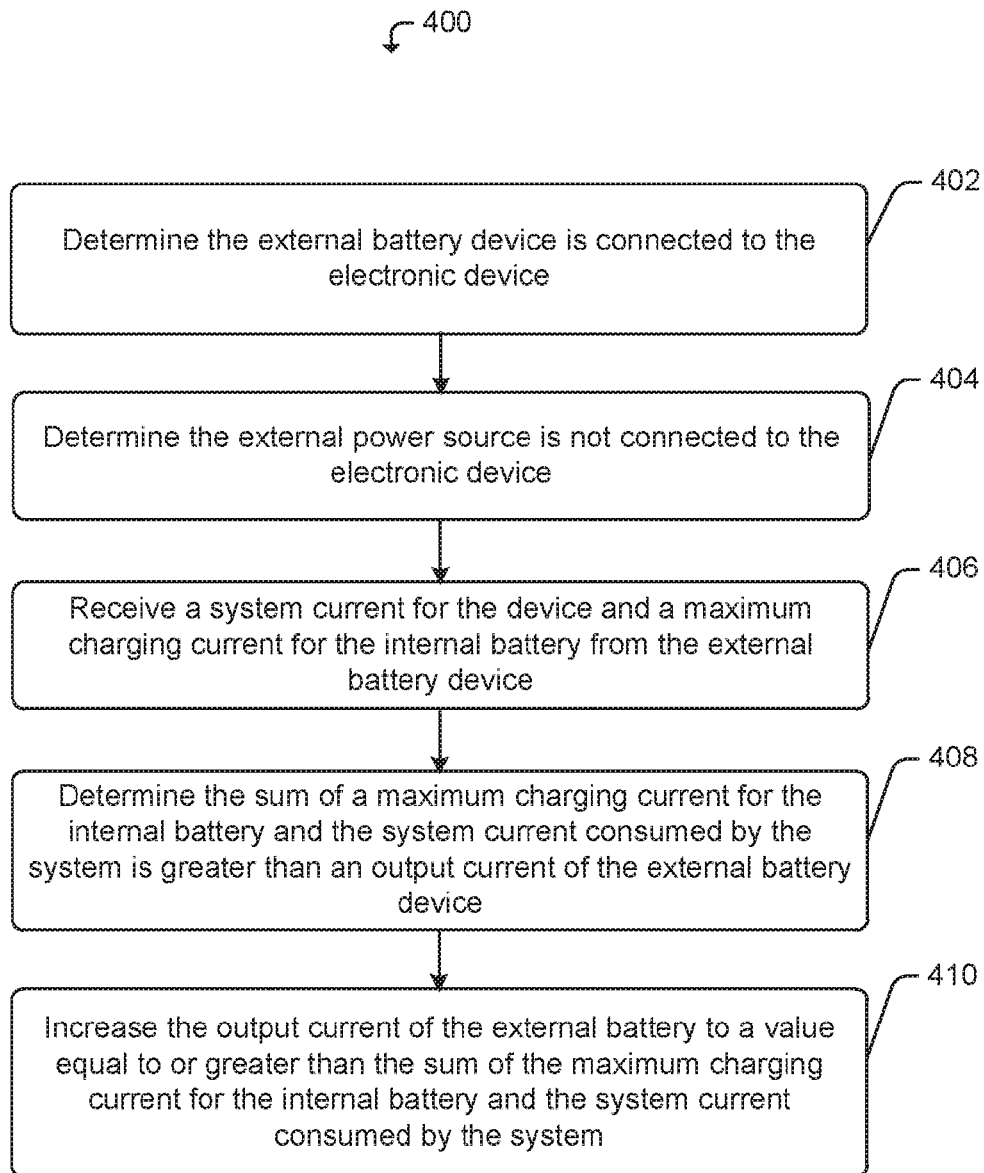 400
402
Determine the external battery device is connected to the
electronic device
404
Determine the external power source is not connected to the
electronic device
406
Receive a system current for the device and a maximum
charging current for the internal battery from the external
battery device
408
Determine the sum of a maximum charging current for the
internal battery and the system current consumed by the
system is greater than an output current of the external battery
device
410
Increase the output current of the external battery to a value
equal to or greater than the sum of the maximum charging
current for the internal battery and the system current
consumed by the system